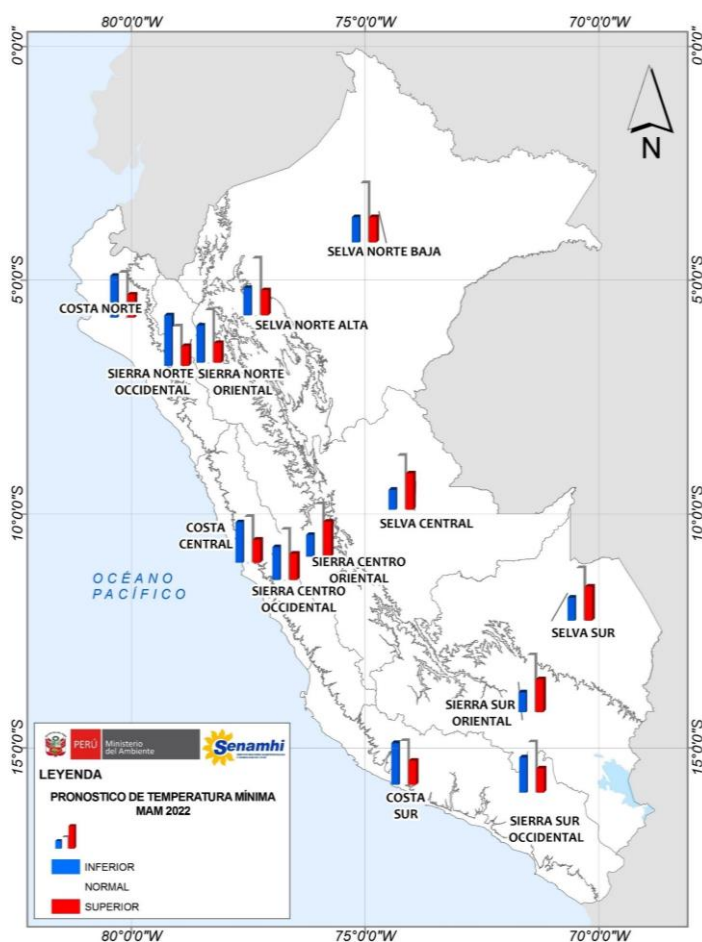 80°0'0"W
75°0'0"W
70°0'0"W
0°0'0"
0°0'0"
N
SELVA NORTE BAJA
5°0'0"S
5°0'0"S
COSTA NORTE
SELVA NORTE ALTA
SIERRA NORTE
OCCIDENTAL
SIERRA NORTE
ORIENTAL
SELVA CENTRAL
10°0'0"S
10°0'0"S
COSTA
CENTRAL
SIERRA CENTRO
ORIENTAL
SIERRA CENTRO
OCCIDENTAL
OCÉANO
PACÍFICO
SELVA SUR
SIERRA SUR
ORIENTAL
15°0'0"S
15°0'0"S
COSTA
SUR
SIERRA SUR
OCCIDENTAL
PERÚ
Ministerio
del Ambiente
Senamhi
LEYENDA
PRONOSTICO DE TEMPERATURA MÍNIMA
MAM 2022
INFERIOR
NORMAL
SUPERIOR
80°0'0"W
75°0'0"W
70°0'0"W